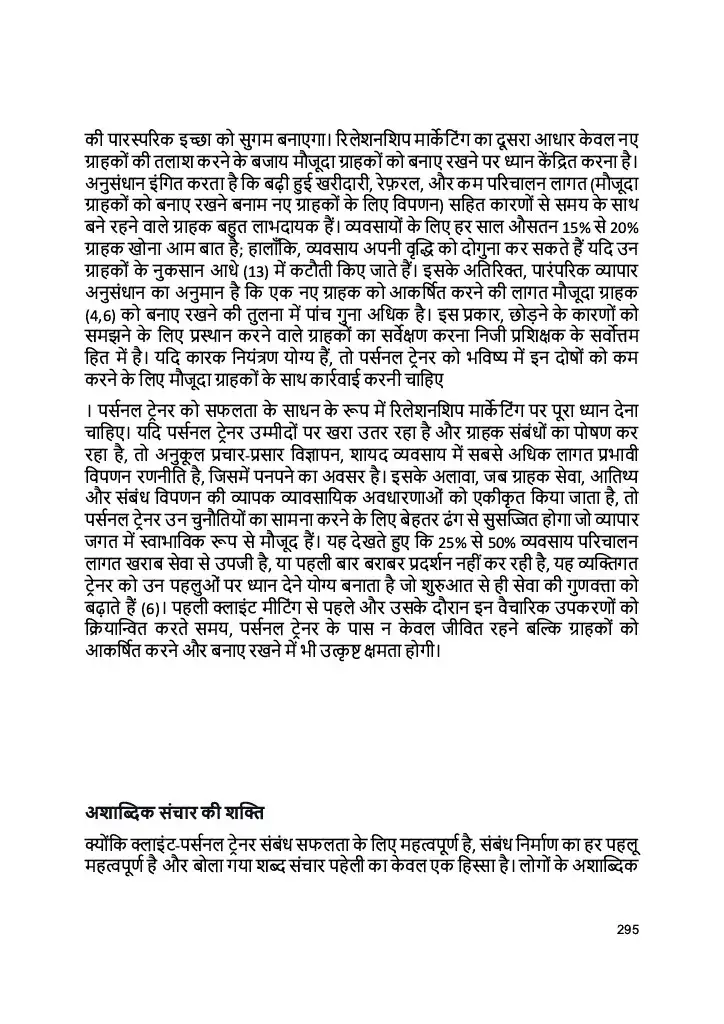 की पारस्परिक इच्छा को सुगम बनाएगा। रिलेशनशिप मार्केटिंग का दूसरा आधार केवल नए
ग्राहकों की तलाश करने के बजाय मौजूदा ग्राहकों को बनाए रखने पर ध्यान केंद्रित करना है।
अनुसंधान इंगित करता है कि बढ़ी हुई खरीदारी, रेफ़रल, और कम परिचालन लागत (मौजूदा
ग्राहकों को बनाए रखने बनाम नए ग्राहकों के लिए विपणन) सहित कारणों से समय के साथ
बने रहने वाले ग्राहक बहुत लाभदायक हैं। व्यवसायों के लिए हर साल औसतन 15% से 20%
ग्राहक खोना आम बात है; हालाँकि, व्यवसाय अपनी वृद्धि को दोगुना कर सकते हैं यदि उन
ग्राहकों के नुकसान आधे (13) में कटौती किए जाते हैं। इसके अतिरिक्त, पारंपरिक व्यापार
अनुसंधान का अनुमान है कि एक नए ग्राहक को आकर्षित करने की लागत मौजूदा ग्राहक
(4,6) को बनाए रखने की तुलना में पांच गुना अधिक है। इस प्रकार, छोड़ने के कारणों को
समझने के लिए प्रस्थान करने वाले ग्राहकों का सर्वेक्षण करना निजी प्रशिक्षक के सर्वोत्तम
हित में है। यदि कारक नियंत्रण योग्य हैं, तो पर्सनल ट्रेनर को भविष्य में इन दोषों को कम
करने के लिए मौजूदा ग्राहकों के साथ कार्रवाई करनी चाहिए
। पर्सनल ट्रेनर को सफलता के साधन के रूप में रिलेशनशिप मार्केटिंग पर पूरा ध्यान देना
चाहिए। यदि पर्सनल ट्रेनर उम्मीदों पर खरा उतर रहा है और ग्राहक संबंधों का पोषण कर
रहा है, तो अनुकूल प्रचार-प्रसार विज्ञापन, शायद व्यवसाय में सबसे अधिक लागत प्रभावी
विपणन रणनीति है, जिसमें पनपने का अवसर है। इसके अलावा, जब ग्राहक सेवा, आतिथ्य
और संबंध विपणन की व्यापक व्यावसायिक अवधारणाओं को एकीकृत किया जाता है, तो
पर्सनल ट्रेनर उन चुनौतियों का सामना करने के लिए बेहतर ढंग से सुसज्जित होगा जो व्यापार
जगत में स्वाभाविक रूप से मौजूद हैं। यह देखते हुए कि 25% से 50% व्यवसाय परिचालन
लागत खराब सेवा से उपजी है, या पहली बार बराबर प्रदर्शन नहीं कर रही है, यह व्यक्तिगत
ट्रेनर को उन पहलुओं पर ध्यान देने योग्य बनाता है जो शुरुआत से ही सेवा की गुणवत्ता को
बढ़ाते हैं (6)। पहली क्लाइंट मीटिंग से पहले और उसके दौरान इन वैचारिक उपकरणों को
क्रियान्वित करते समय, पर्सनल ट्रेनर के पास न केवल जीवित रहने बल्कि ग्राहकों को
आकर्षित करने और बनाए रखने में भी उत्कृष्ट क्षमता होगी।
अशाब्दिक संचार की शक्ति
क्योंकि क्लाइंट-पर्सनल ट्रेनर संबंध सफलता के लिए महत्वपूर्ण है, संबंध निर्माण का हर पहलू
महत्वपूर्ण है और बोला गया शब्द संचार पहेली का केवल एक हिस्सा है। लोगों के अशाब्दिक
295